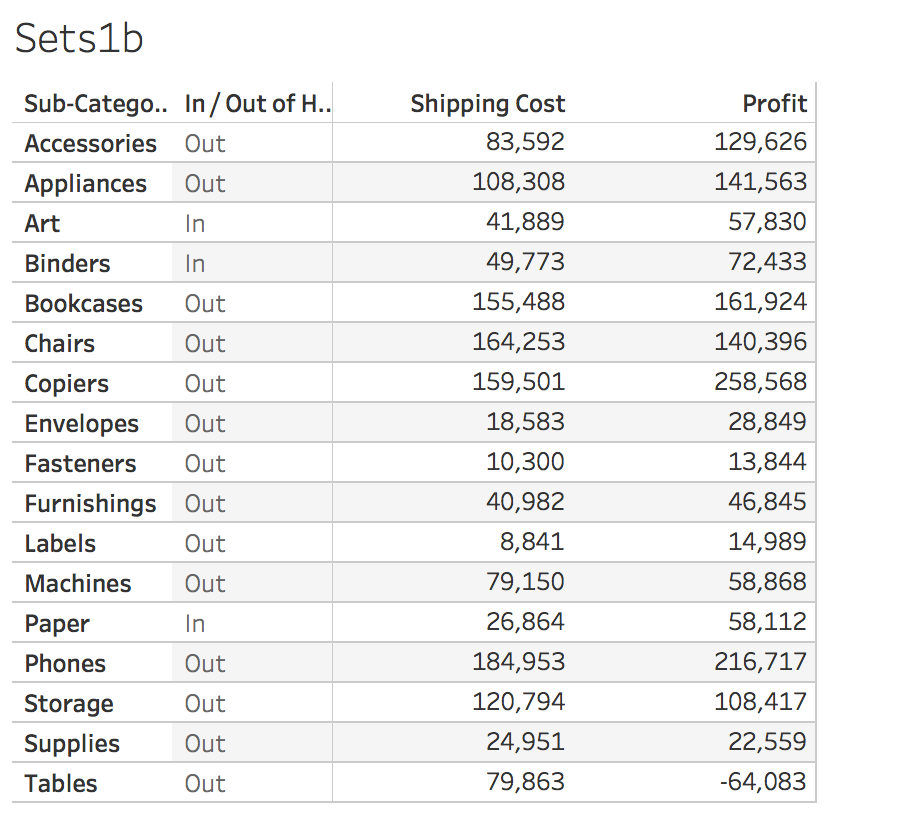 Sets1b
Sub-Catego.. In / Out of H.. Shipping Cost Profit
Accessories Out 83,592 129,626
Appliances Out 108,308 141,563
Art In 41,889 57,830
Binders In 49,773 72,433
Bookcases Out 155,488 161,924
Chairs Out 164,253 140,396
Copiers Out 159,501 258,568
Envelopes Out 18,583 28,849
Fasteners Out 10,300 13,844
Furnishings Out 40,982 46,845
Labels Out 8,841 14,989
Machines Out 79,150 58,868
Paper In 26,864 58,112
Phones Out 184,953 216,717
Storage Out 120,794 108,417
Supplies Out 24,951 22,559
Tables Out 79,863 -64,083